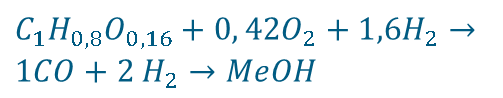 C₁H₀,₈O₀,₁₆ + 0,42O₂ + 1,6H₂ →
1CO + 2 H₂ → MeOH